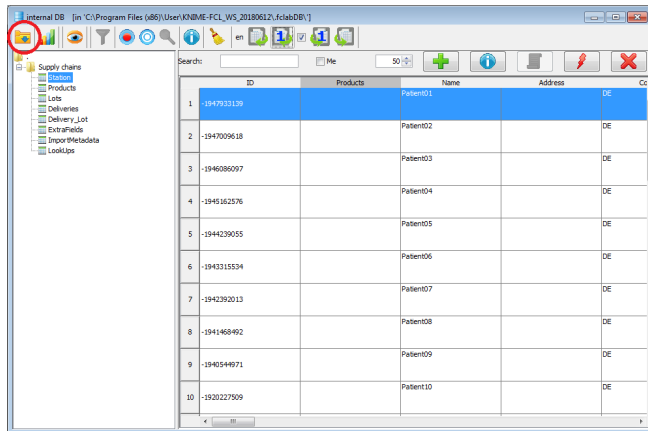 internal DB [in 'C:\Program Files (x86)\User\KNIME-FCL_WS_20180612\.fclabDB\']
en 1 1
Search: Me 50
Supply chains
Station
Products
Lots
Deliveries
Delivery_Lot
ExtraFields
ImportMetadata
LookUps
ID Products Name Address Co
1 -1947933139 Patient01 DE
2 -1947009618 Patient02 DE
3 -1946086097 Patient03 DE
4 -1945162576 Patient04 DE
5 -1944239055 Patient05 DE
6 -1943315534 Patient06 DE
7 -1942392013 Patient07 DE
8 -1941468492 Patient08 DE
9 -1940544971 Patient09 DE
10 -1920227509 Patient10 DE